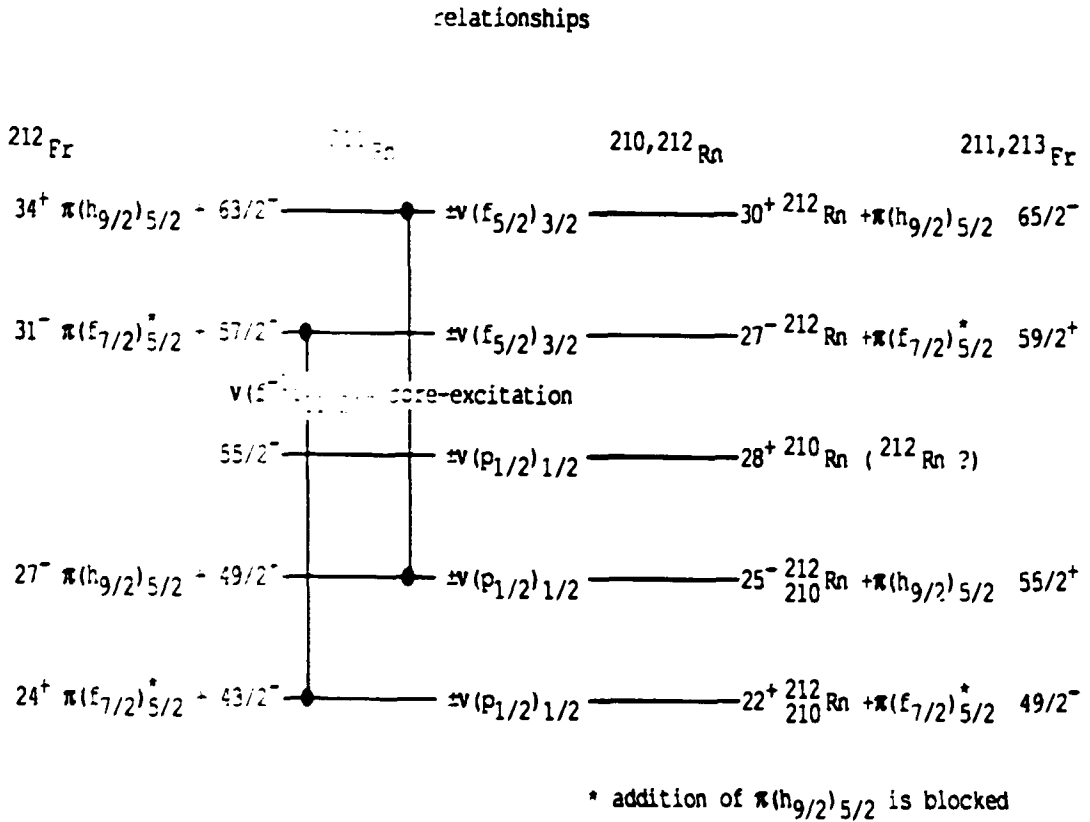 relationships
212Fr 210,212Rn 211,213Fr
34+ π(h9/2)5/2 - 63/2- ±ν(f5/2)3/2 30+ 212Rn +π(h9/2)5/2 65/2-
31- π(f7/2)*5/2 - 57/2- ±ν(f5/2)3/2 27- 212Rn +π(f7/2)*5/2 59/2+
core-excitation
55/2- ±ν(p1/2)1/2 28+ 210Rn (212Rn ?)
27- π(h9/2)5/2 - 49/2- ±ν(p1/2)1/2 25- 212 210Rn +π(h9/2)5/2 55/2+
24+ π(f7/2)*5/2 - 43/2- ±ν(p1/2)1/2 22+ 212 210Rn +π(f7/2)*5/2 49/2-
* addition of π(h9/2)5/2 is blocked